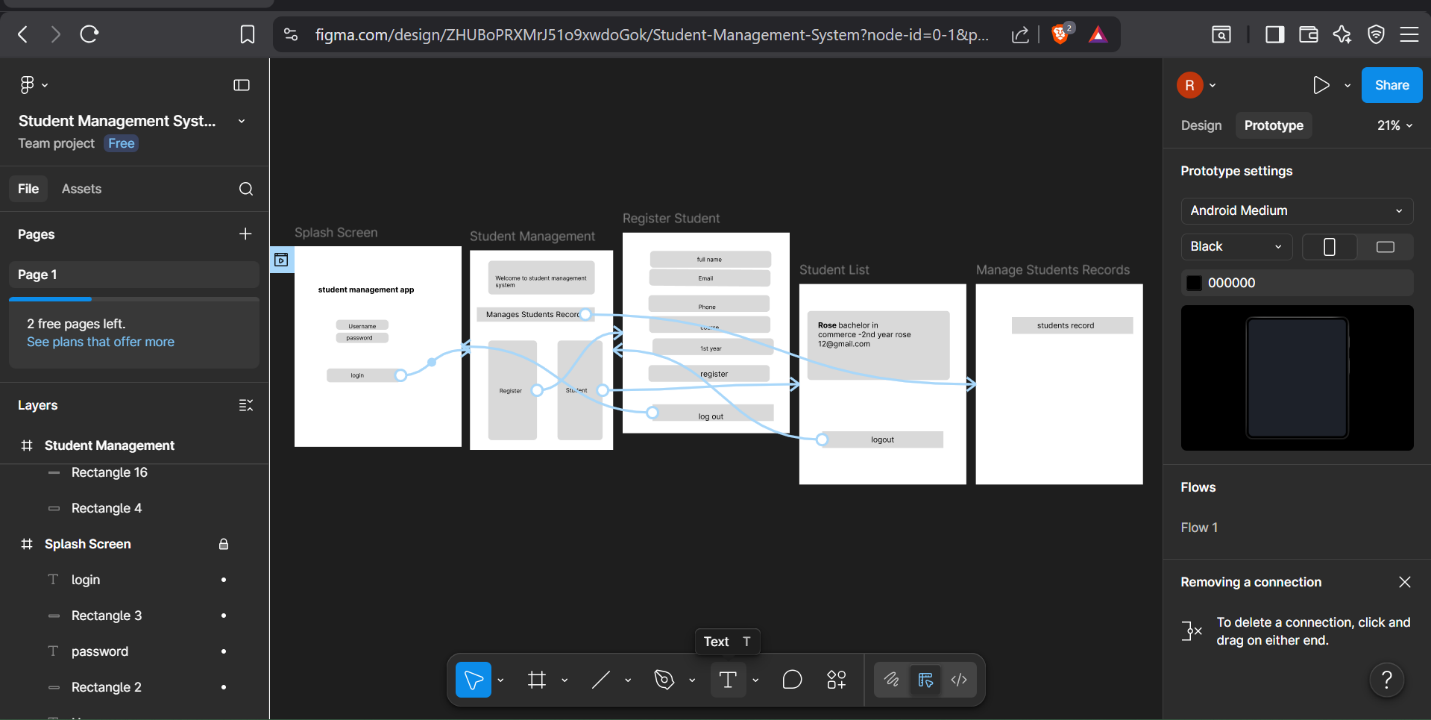 figma.com/design/ZHUBoPRXMrJ51o9xwdoGok/Student-Management-System?node-id=0-1&p...
2
Student Management Syst...
Team project Free
File Assets
Pages
Page 1
2 free pages left.
See plans that offer more
Layers
Student Management
Rectangle 16
Rectangle 4
Splash Screen
login
Rectangle 3
password
Rectangle 2
Splash Screen
student management app
Username
password
login
Student Management
Welcome to student management
system
Manages Students Record
Register
Student
Register Student
full name
Email
Phone
course
1st year
register
log out
Student List
Rose bachelor in
commerce -2nd year rose
12@gmail.com
logout
Manage Students Records
students record
Text T
R
Share
Design Prototype 21%
Prototype settings
Android Medium
Black
000000
Flows
Flow 1
Removing a connection
To delete a connection, click and
drag on either end.
?